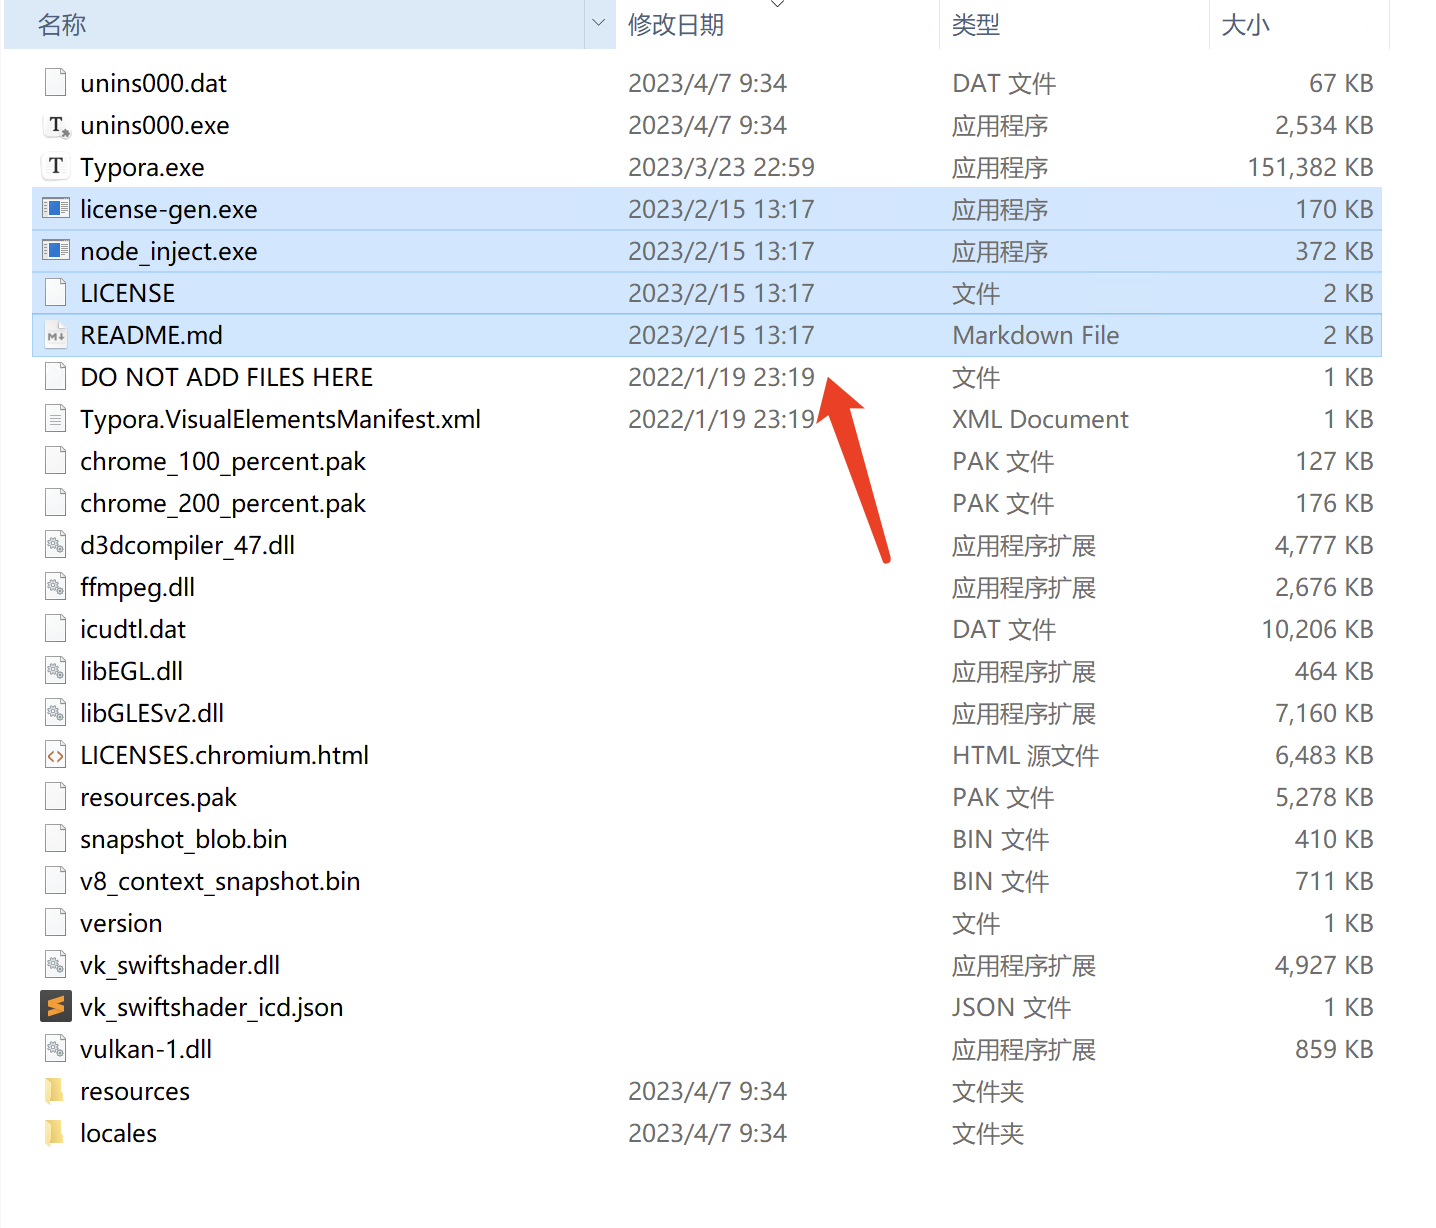 名称 修改日期 类型 大小
unins000.dat 2023/4/7 9:34 DAT 文件 67 KB
unins000.exe 2023/4/7 9:34 应用程序 2,534 KB
Typora.exe 2023/3/23 22:59 应用程序 151,382 KB
license-gen.exe 2023/2/15 13:17 应用程序 170 KB
node_inject.exe 2023/2/15 13:17 应用程序 372 KB
LICENSE 2023/2/15 13:17 文件 2 KB
README.md 2023/2/15 13:17 Markdown File 2 KB
DO NOT ADD FILES HERE 2022/1/19 23:19 文件 1 KB
Typora.VisualElementsManifest.xml 2022/1/19 23:19 XML Document 1 KB
chrome_100_percent.pak PAK 文件 127 KB
chrome_200_percent.pak PAK 文件 176 KB
d3dcompiler_47.dll 应用程序扩展 4,777 KB
ffmpeg.dll 应用程序扩展 2,676 KB
icudtl.dat DAT 文件 10,206 KB
libEGL.dll 应用程序扩展 464 KB
libGLESv2.dll 应用程序扩展 7,160 KB
LICENSES.chromium.html HTML 源文件 6,483 KB
resources.pak PAK 文件 5,278 KB
snapshot_blob.bin BIN 文件 410 KB
v8_context_snapshot.bin BIN 文件 711 KB
version 文件 1 KB
vk_swiftshader.dll 应用程序扩展 4,927 KB
vk_swiftshader_icd.json JSON 文件 1 KB
vulkan-1.dll 应用程序扩展 859 KB
resources 2023/4/7 9:34 文件夹
locales 2023/4/7 9:34 文件夹